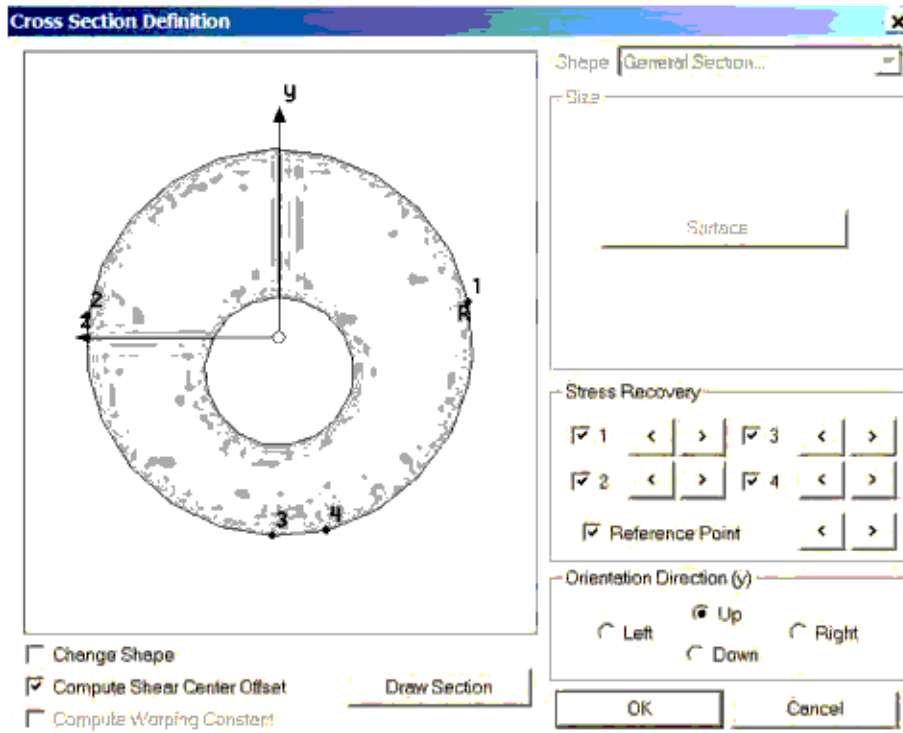 Cross Section Definition
y
1
R
2
z
3
4
Shape General Section...
Size
Surface
Stress Recovery
1 < > 3 < >
2 < > 4 < >
Reference Point < >
Orientation Direction (y)
Up
Left Right
Down
Change Shape
Compute Shear Center Offset
Compute Warping Constant
Draw Section
OK Cancel